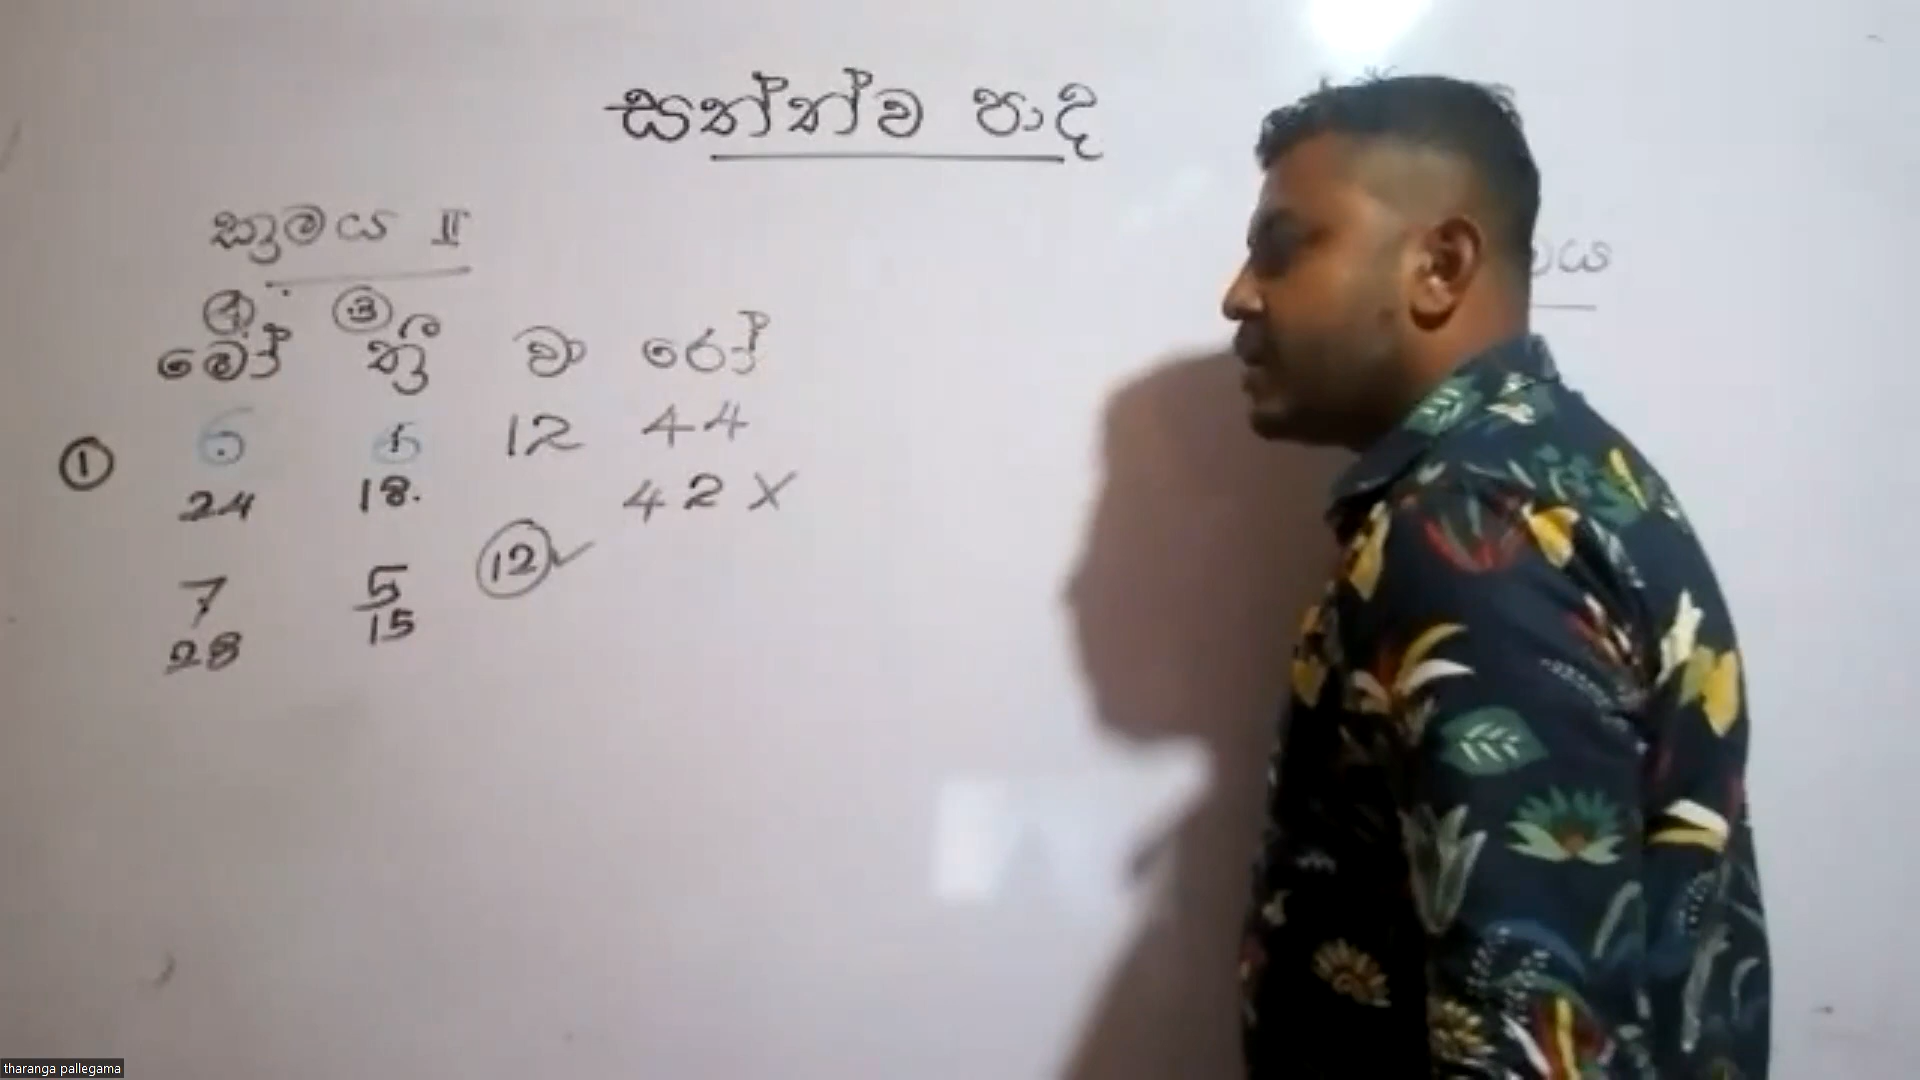 සත්ත්ව පාද
ක්‍රමය II
4 3
මෝ ත්‍රී වා රෝ
1 6 6 12 44
24 18. 42 X
7 5 12 ✓
28 15
tharanga pallegama